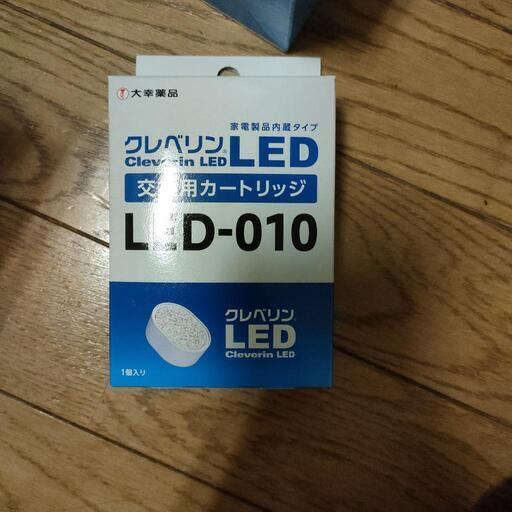 大幸薬品
家電製品内蔵タイプ
クレベリン® LED
Cleverin LED
交換用カートリッジ
LED-010
クレベリン®
LED
Cleverin LED
1個入り